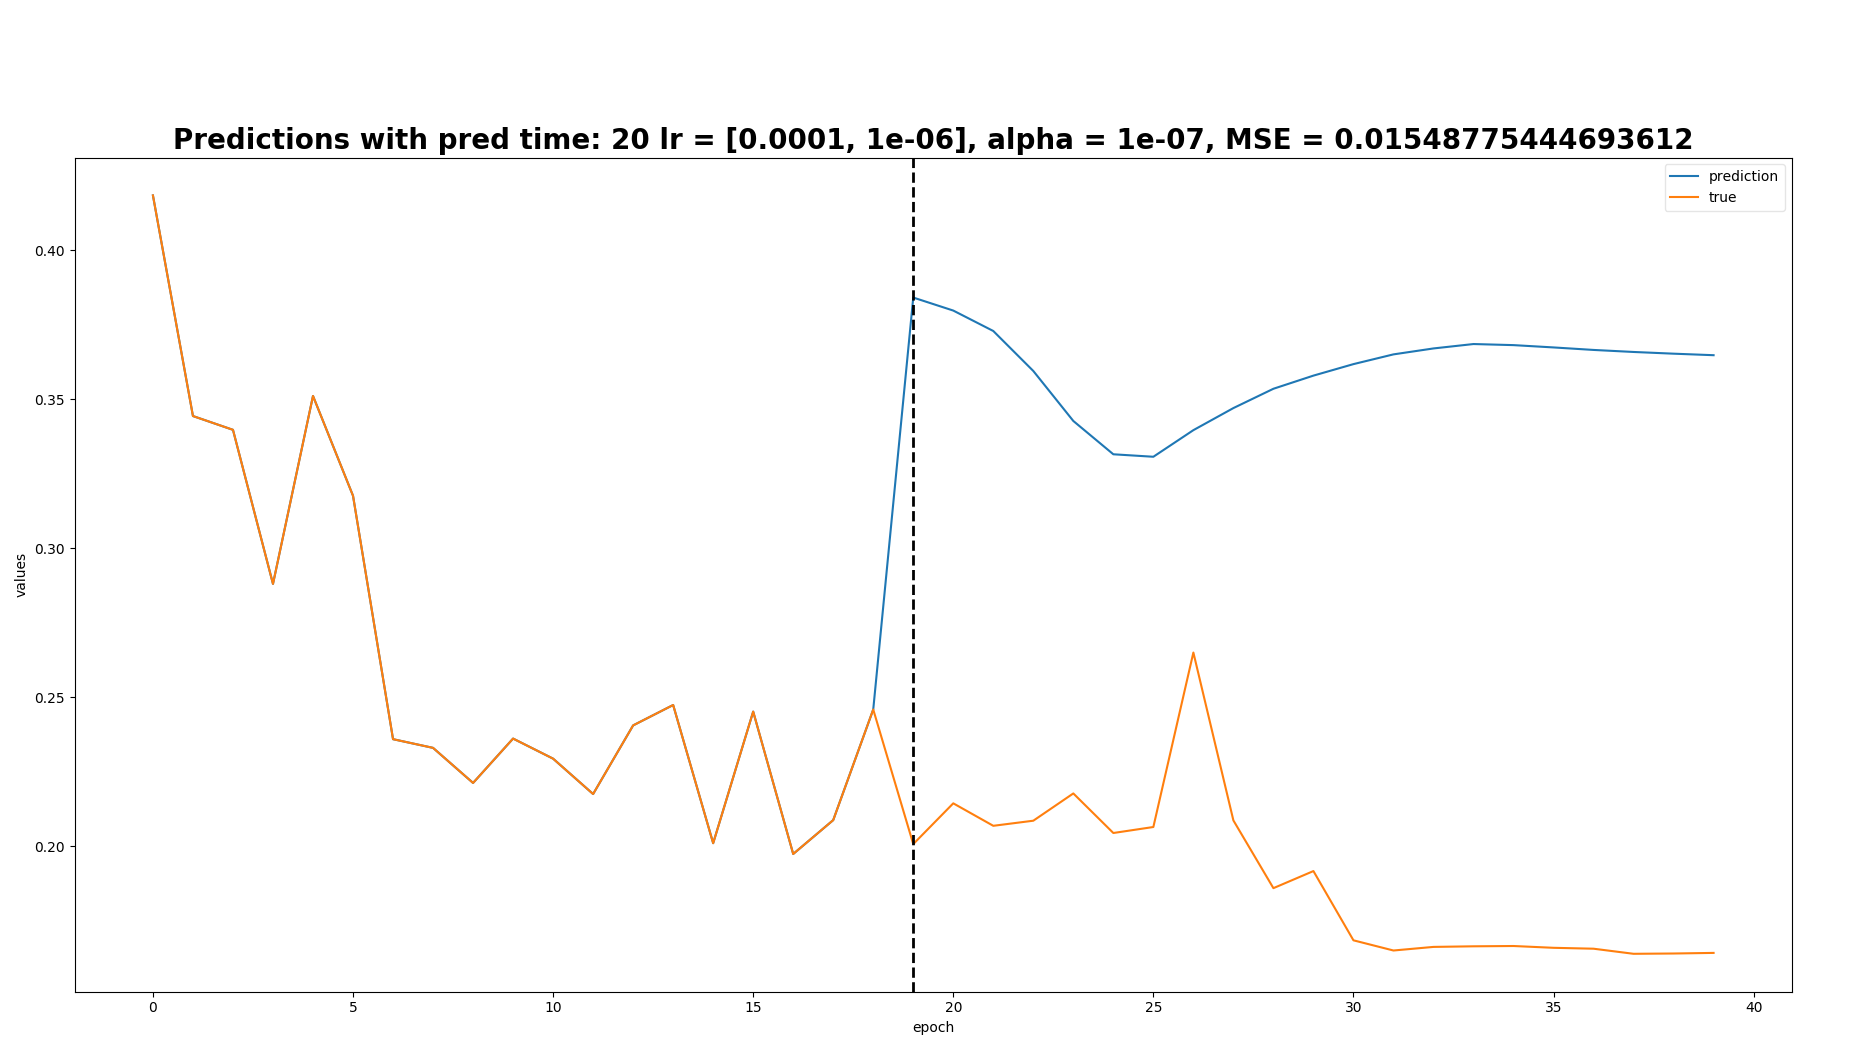 Predictions with pred time: 20 lr = [0.0001, 1e-06], alpha = 1e-07, MSE = 0.01548775444693612
prediction
true
0.40
0.35
0.30
0.25
0.20
values
0 5 10 15 20 25 30 35 40
epoch